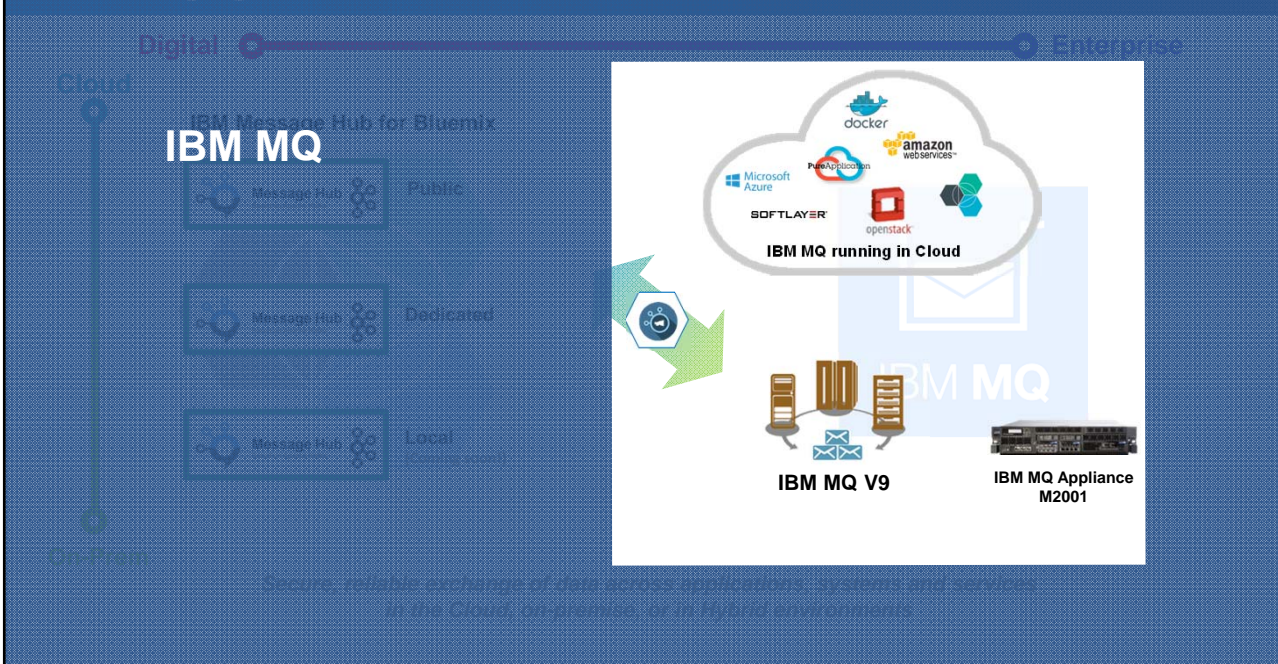 Digital
Enterprise
Cloud
IBM Message Hub for Bluemix
IBM MQ
Message Hub
Public
Message Hub
Dedicated
Message Hub
Local
On-Prem
docker
amazon
webservices™
PureApplication
Microsoft
Azure
SOFTLAYER
openstack
IBM MQ running in Cloud
IBM MQ
IBM MQ V9
IBM MQ Appliance
M2001
Secure, reliable exchange of data across applications, systems and services
in the Cloud, on-premise, or in Hybrid environments